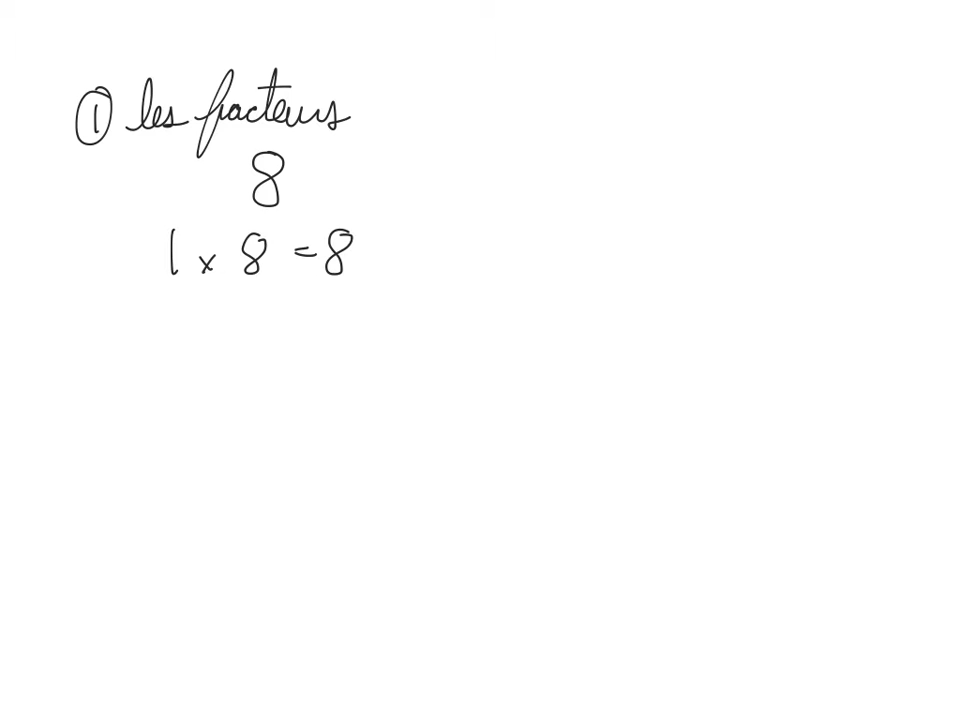 ① les facteurs
8
1 x 8 = 8